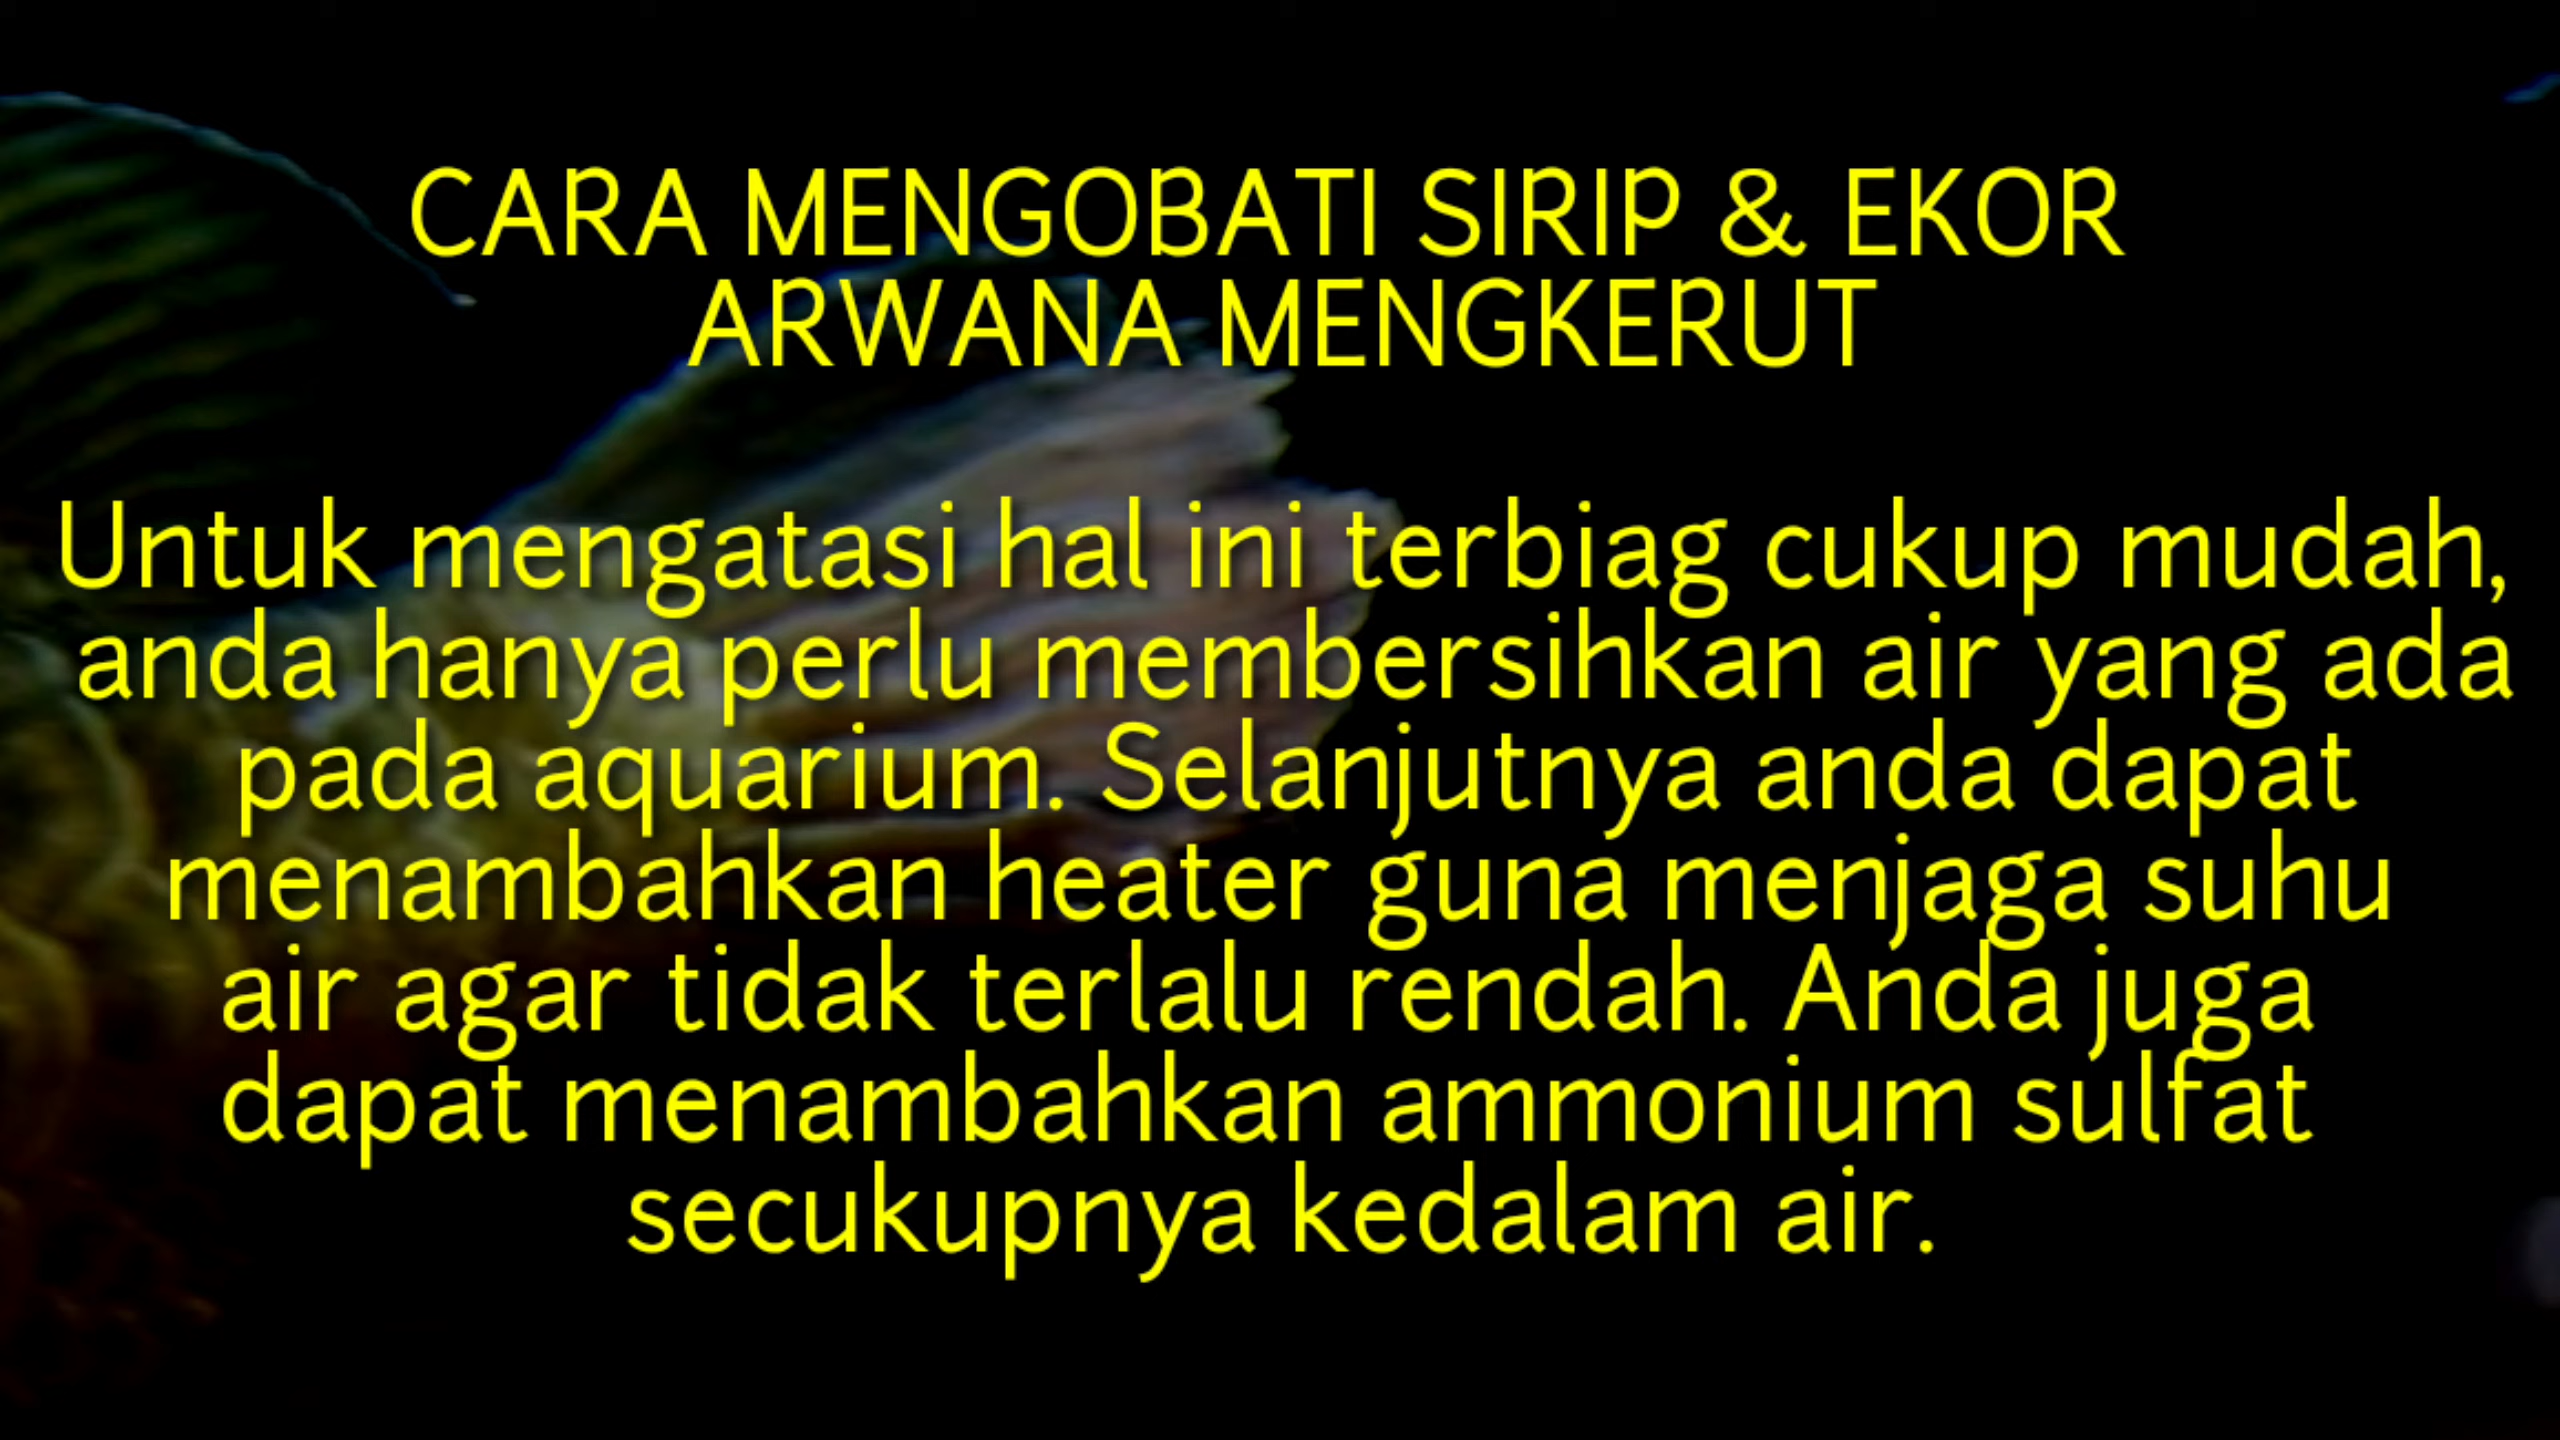 CARA MENGOBATI SIRIP & EKOR
ARWANA MENGKERUT
Untuk mengatasi hal ini terbiag cukup mudah,
anda hanya perlu membersihkan air yang ada
pada aquarium. Selanjutnya anda dapat
menambahkan heater guna menjaga suhu
air agar tidak terlalu rendah. Anda juga
dapat menambahkan ammonium sulfat
secukupnya kedalam air.